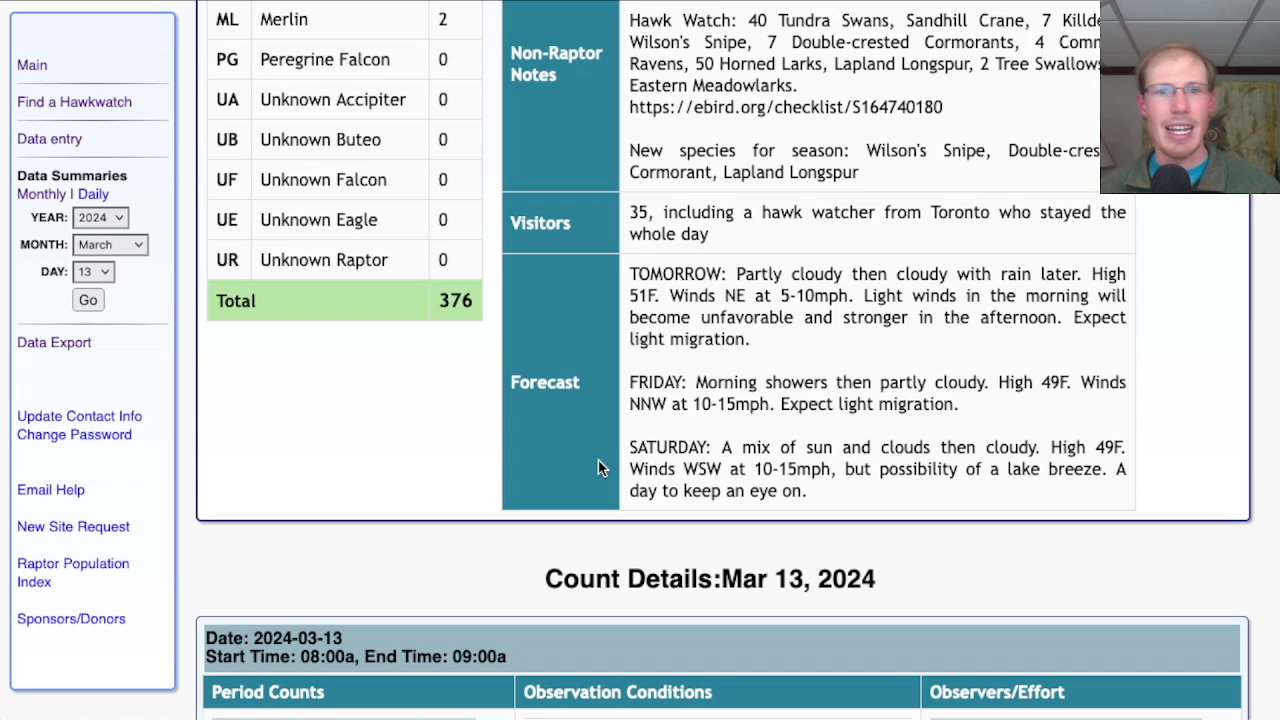 Main
Find a Hawkwatch
Data entry
Data Summaries
Monthly | Daily
YEAR: 2024
MONTH: March
DAY: 13
Go
Data Export
Update Contact Info
Change Password
Email Help
New Site Request
Raptor Population
Index
Sponsors/Donors
ML Merlin 2
PG Peregrine Falcon 0
UA Unknown Accipiter 0
UB Unknown Buteo 0
UF Unknown Falcon 0
UE Unknown Eagle 0
UR Unknown Raptor 0
Total 376
Non-Raptor
Notes
Hawk Watch: 40 Tundra Swans, Sandhill Crane, 7
Wilson's Snipe, 7 Double-crested Cormorants, 4
Ravens, 50 Horned Larks, Lapland Longspur, 2 Tree Swallows
Eastern Meadowlarks.
https://ebird.org/checklist/S164740180
New species for season: Wilson's Snipe,
Cormorant, Lapland Longspur
Visitors
35, including a hawk watcher from Toronto who stayed the
whole day
Forecast
TOMORROW: Partly cloudy then cloudy with rain later. High
51F. Winds NE at 5-10mph. Light winds in the morning will
become unfavorable and stronger in the afternoon. Expect
light migration.
FRIDAY: Morning showers then partly cloudy. High 49F. Winds
NNW at 10-15mph. Expect light migration.
SATURDAY: A mix of sun and clouds then cloudy. High 49F.
Winds WSW at 10-15mph, but possibility of a lake breeze. A
day to keep an eye on.
Count Details:Mar 13, 2024
Date: 2024-03-13
Start Time: 08:00a, End Time: 09:00a
Period Counts
Observation Conditions
Observers/Effort